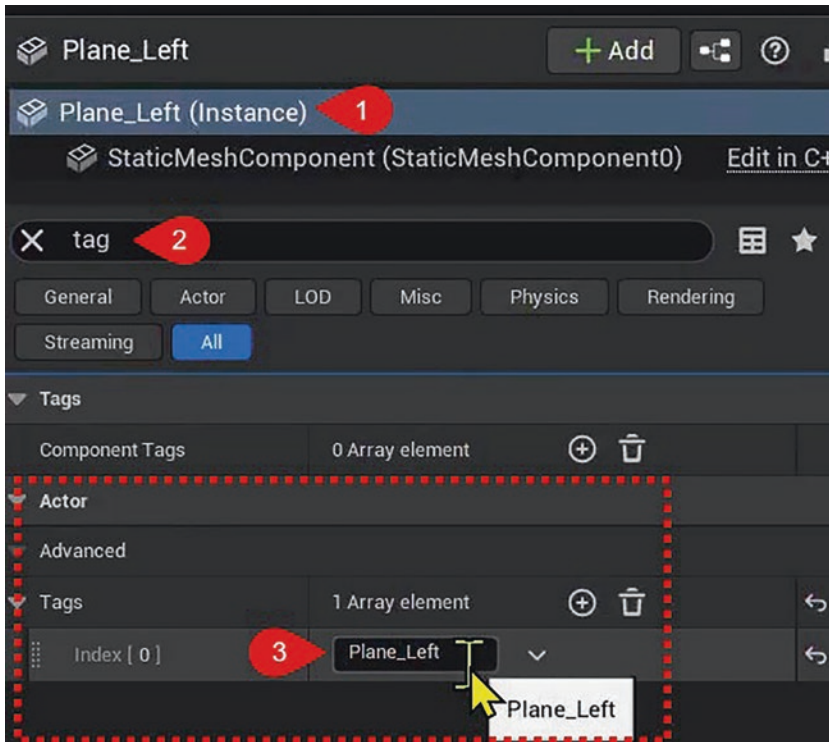 Plane_Left + Add
Plane_Left (Instance) 1
StaticMeshComponent (StaticMeshComponent0) Edit in C+
tag 2
General Actor LOD Misc Physics Rendering
Streaming All
Tags
Component Tags 0 Array element
Actor
Advanced
Tags 1 Array element
Index [ 0 ] 3 Plane_Left
Plane_Left